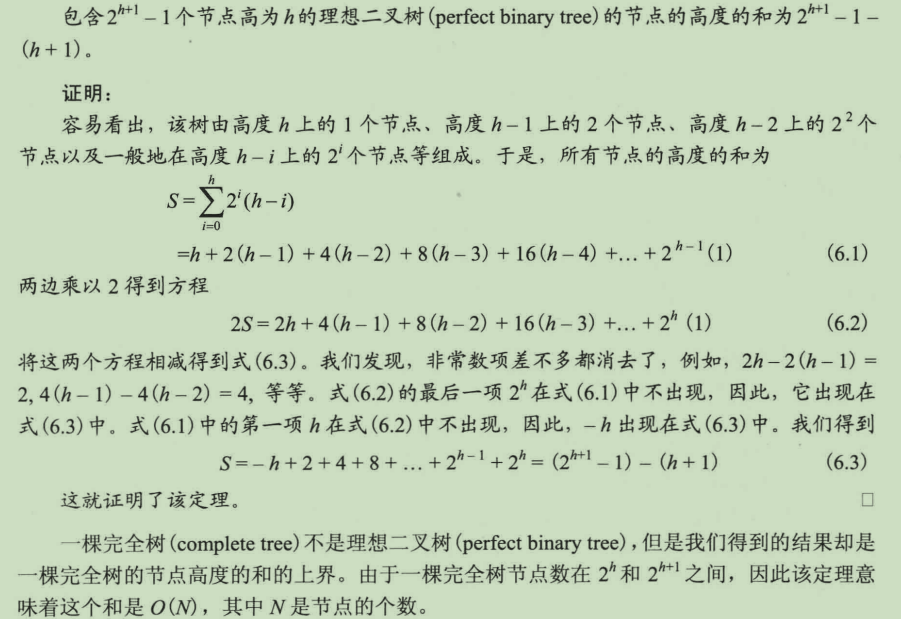 包含2^{h+1} – 1个节点高为h的理想二叉树(perfect binary tree)的节点的高度的和为2^{h+1} – 1 –
(h + 1)。
证明：
容易看出，该树由高度 h 上的 1 个节点、高度 h – 1 上的 2 个节点、高度 h – 2 上的 2^2 个
节点以及一般地在高度 h – i 上的 2^i 个节点等组成。于是，所有节点的高度的和为
S = \sum_{i=0}^{h} 2^i (h – i)
=h + 2(h – 1) + 4(h – 2) + 8(h – 3) + 16(h – 4) +... + 2^{h–1}(1) (6.1)
两边乘以 2 得到方程
2S = 2h + 4(h – 1) + 8(h – 2) + 16(h – 3) +... + 2^h (1) (6.2)
将这两个方程相减得到式(6.3)。我们发现，非常数项差不多都消去了，例如，2h – 2(h – 1) =
2, 4(h – 1) – 4(h – 2) = 4, 等等。式(6.2)的最后一项 2^h 在式(6.1)中不出现，因此，它出现在
式(6.3)中。式(6.1)中的第一项 h 在式(6.2)中不出现，因此，–h 出现在式(6.3)中。我们得到
S = – h + 2 + 4 + 8 + ... + 2^{h–1} + 2^h = (2^{h+1} – 1) – (h + 1) (6.3)
这就证明了该定理。 □
一棵完全树(complete tree)不是理想二叉树(perfect binary tree)，但是我们得到的结果却是
一棵完全树的节点高度的和的上界。由于一棵完全树节点数在 2^h 和 2^{h+1} 之间，因此该定理意
味着这个和是 O(N)，其中 N 是节点的个数。